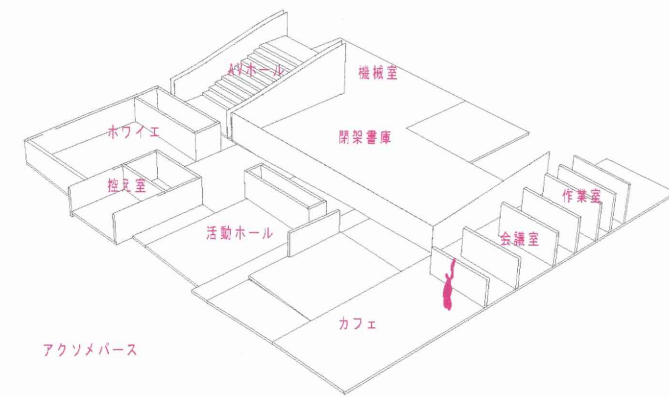 AVホール
機械室
ホワイエ
閉架書庫
控え室
作業室
活動ホール
会議室
カフェ
アクソメパース